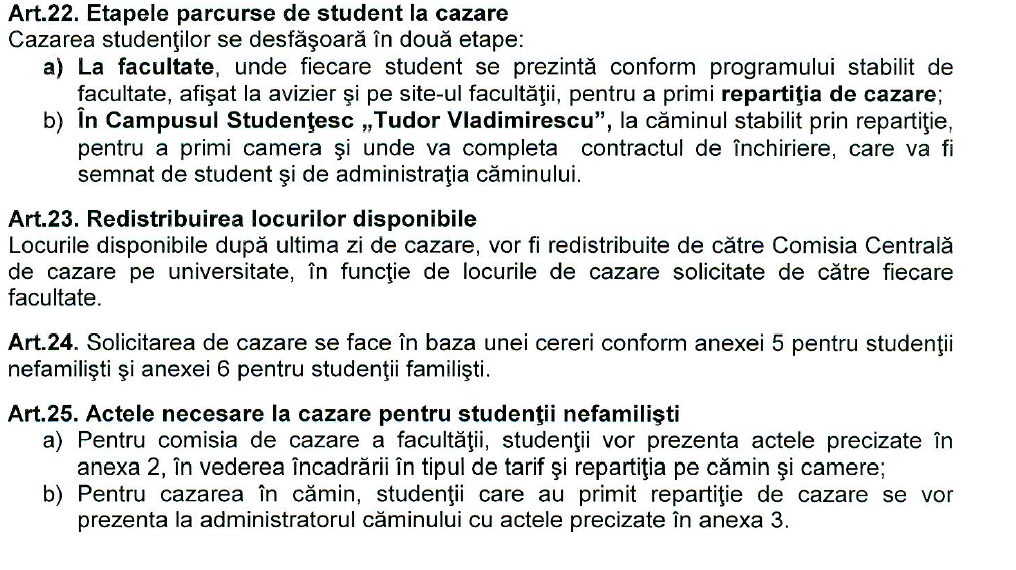 Art.22. Etapele parcurse de student la cazare
Cazarea studenţilor se desfăşoară în două etape:
a) La facultate, unde fiecare student se prezintă conform programului stabilit de
facultate, afişat la avizier şi pe site-ul facultăţii, pentru a primi repartiţia de cazare;
b) În Campusul Studenţesc „Tudor Vladimirescu”, la căminul stabilit prin repartiţie,
pentru a primi camera şi unde va completa contractul de închiriere, care va fi
semnat de student şi de administraţia căminului.
Art.23. Redistribuirea locurilor disponibile
Locurile disponibile după ultima zi de cazare, vor fi redistribuite de către Comisia Centrală
de cazare pe universitate, în funcţie de locurile de cazare solicitate de către fiecare
facultate.
Art.24. Solicitarea de cazare se face în baza unei cereri conform anexei 5 pentru studenţii
nefamilişti şi anexei 6 pentru studenţii familişti.
Art.25. Actele necesare la cazare pentru studenţii nefamilişti
a) Pentru comisia de cazare a facultăţii, studenţii vor prezenta actele precizate în
anexa 2, în vederea încadrării în tipul de tarif şi repartiţia pe cămin şi camere;
b) Pentru cazarea în cămin, studenţii care au primit repartiţie de cazare se vor
prezenta la administratorul căminului cu actele precizate în anexa 3.